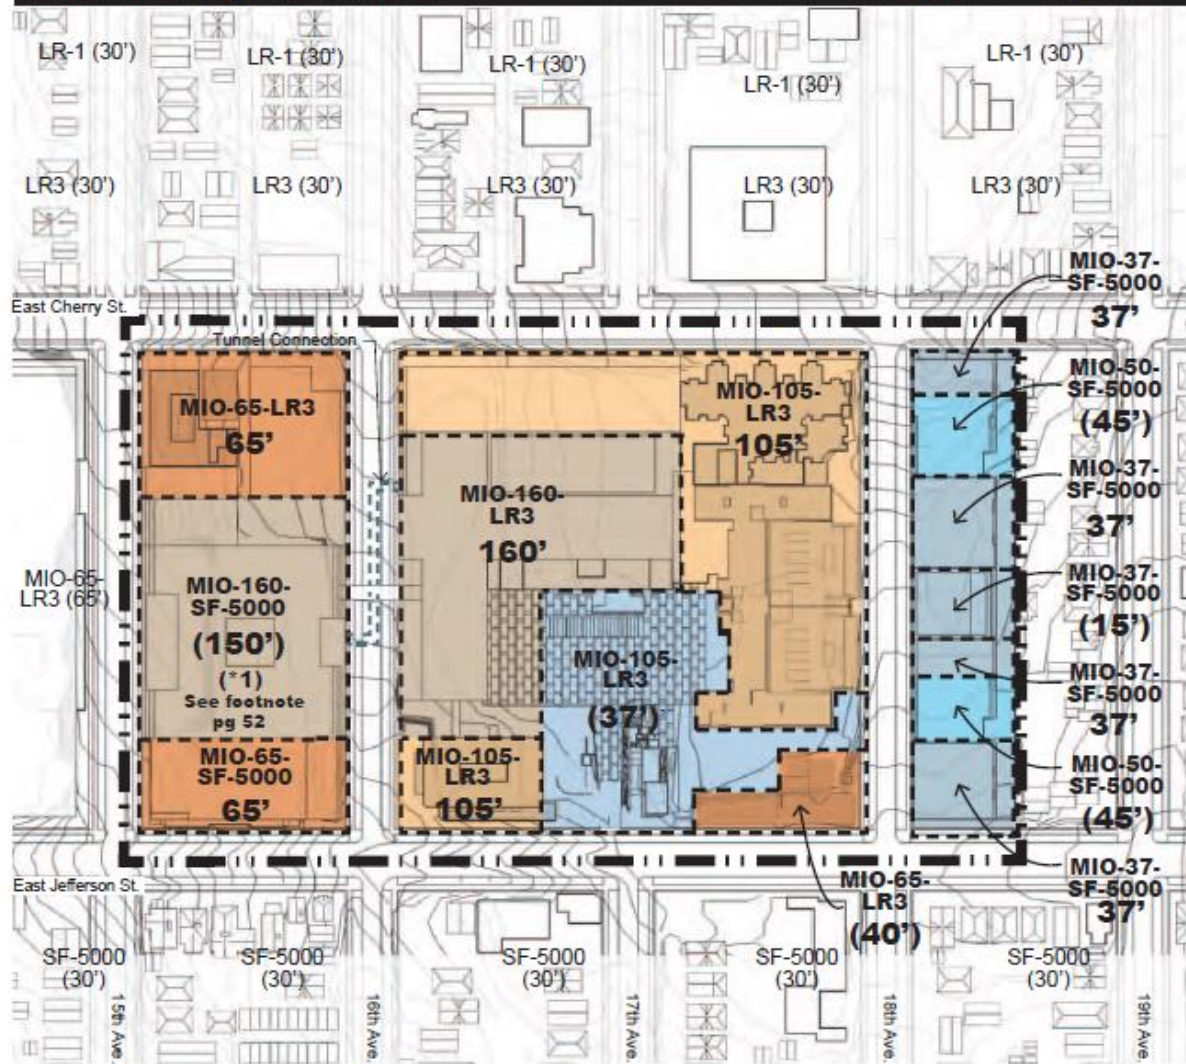 LR-1 (30')
LR-1 (30')
LR-1 (30')
LR-1 (30')
LR-1 (30')
LR3 (30')
LR3 (30')
LR3 (30')
LR3 (30')
LR3 (30')
East Cherry St.
Tunnel Connection
MIO-65-LR3
65'
MIO-160-
SF-5000
(150')
(*1)
See footnote
pg 52
MIO-65-
SF-5000
65'
MIO-65-
LR3 (65')
MIO-160-
LR3
160'
MIO-105-
LR3
105'
MIO-105-
LR3
(37')
MIO-105-
LR3
105'
MIO-65-
LR3
(40')
MIO-37-
SF-5000
37'
MIO-50-
SF-5000
(45')
MIO-37-
SF-5000
37'
MIO-37-
SF-5000
(15')
MIO-37-
SF-5000
37'
MIO-50-
SF-5000
(45')
MIO-37-
SF-5000
37'
East Jefferson St.
SF-5000
(30')
SF-5000
(30')
SF-5000
(30')
SF-5000
(30')
SF-5000
(30')
15th Ave.
16th Ave.
17th Ave.
18th Ave.
19th Ave.